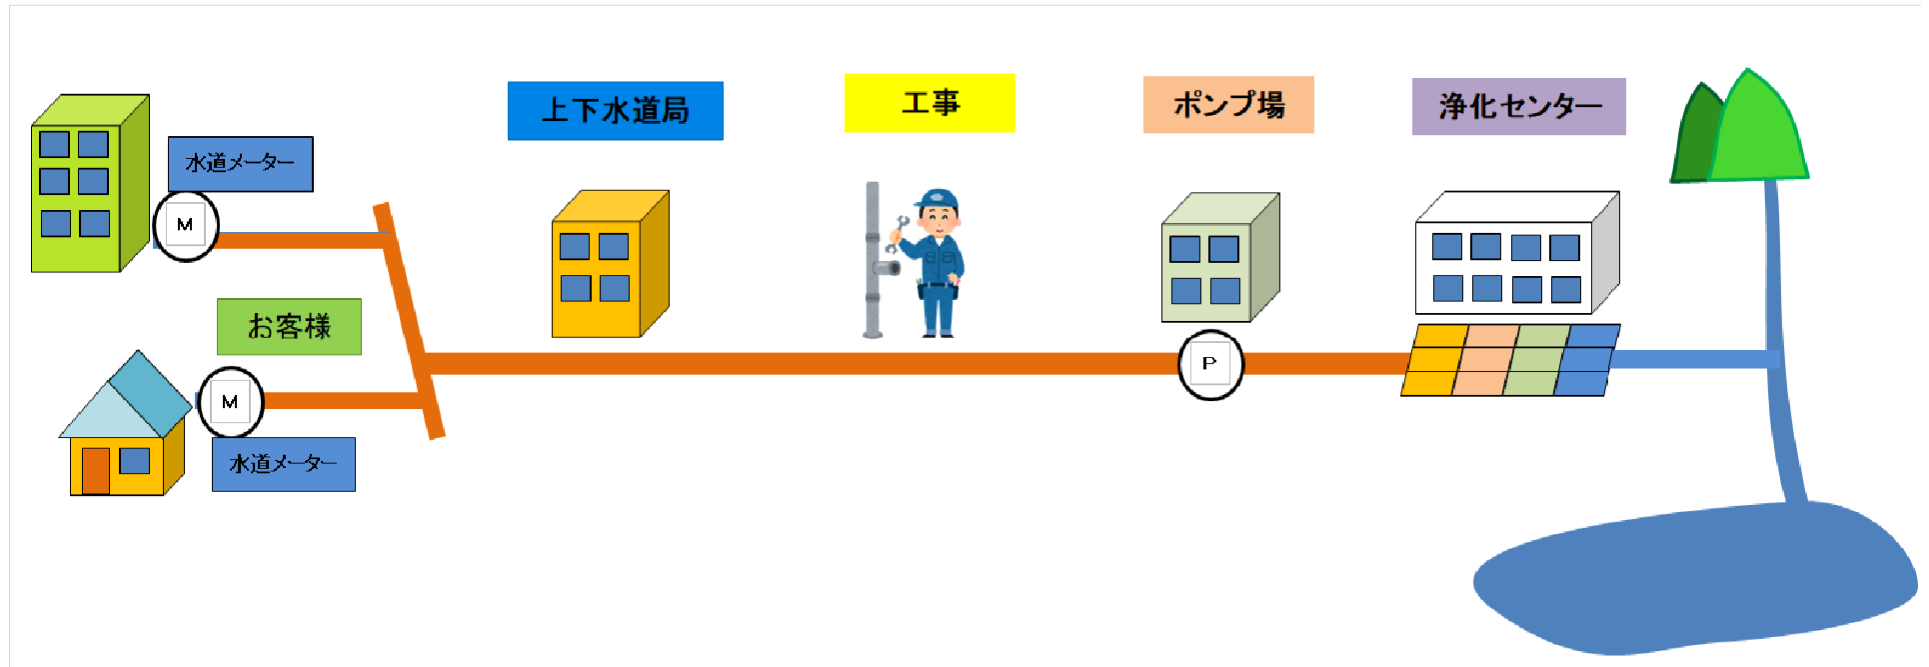 上下水道局
工事
ポンプ場
浄化センター
水道メーター
M
お客様
P
M
水道メーター